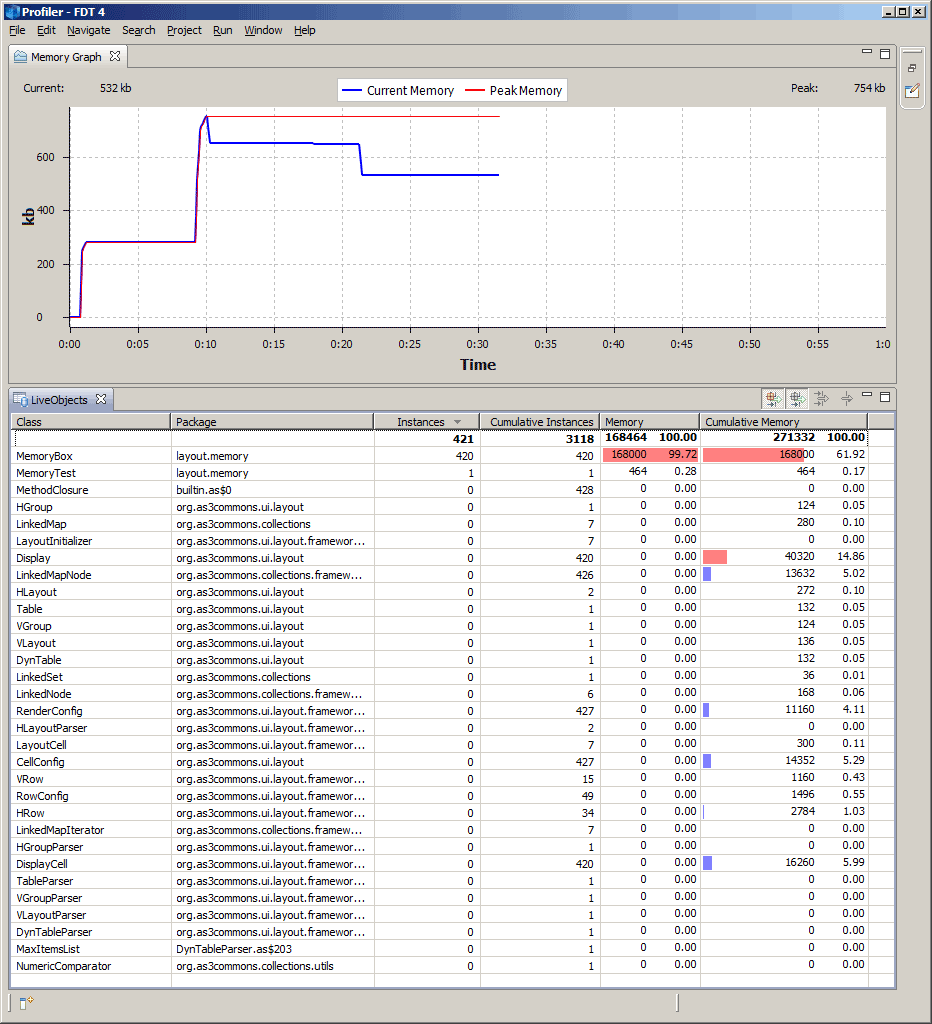 Profiler - FDT 4
File Edit Navigate Search Project Run Window Help
Memory Graph
Current: 532 kb Current Memory Peak Memory Peak: 754 kb
600
400
200
0
kb
0:00 0:05 0:10 0:15 0:20 0:25 0:30 0:35 0:40 0:45 0:50 0:55 1:0
Time
LiveObjects
Class Package Instances Cumulative Instances Memory Cumulative Memory
421 3118 168464 100.00 271332 100.00
MemoryBox layout.memory 420 420 168000 99.72 168000 61.92
MemoryTest layout.memory 1 1 464 0.28 464 0.17
MethodClosure builtin.as$0 0 428 0 0.00 0 0.00
HGroup org.as3commons.ui.layout 0 1 0 0.00 124 0.05
LinkedMap org.as3commons.collections 0 7 0 0.00 280 0.10
LayoutInitializer org.as3commons.ui.layout.framewor... 0 7 0 0.00 0 0.00
Display org.as3commons.ui.layout 0 420 0 0.00 40320 14.86
LinkedMapNode org.as3commons.collections.framew... 0 426 0 0.00 13632 5.02
HLayout org.as3commons.ui.layout 0 2 0 0.00 272 0.10
Table org.as3commons.ui.layout 0 1 0 0.00 132 0.05
VGroup org.as3commons.ui.layout 0 1 0 0.00 124 0.05
VLayout org.as3commons.ui.layout 0 1 0 0.00 136 0.05
DynTable org.as3commons.ui.layout 0 1 0 0.00 132 0.05
LinkedSet org.as3commons.collections 0 1 0 0.00 36 0.01
LinkedNode org.as3commons.collections.framew... 0 6 0 0.00 168 0.06
RenderConfig org.as3commons.ui.layout.framewor... 0 427 0 0.00 11160 4.11
HLayoutParser org.as3commons.ui.layout.framewor... 0 2 0 0.00 0 0.00
LayoutCell org.as3commons.ui.layout.framewor... 0 7 0 0.00 300 0.11
CellConfig org.as3commons.ui.layout 0 427 0 0.00 14352 5.29
VRow org.as3commons.ui.layout.framewor... 0 15 0 0.00 1160 0.43
RowConfig org.as3commons.ui.layout.framewor... 0 49 0 0.00 1496 0.55
HRow org.as3commons.ui.layout.framewor... 0 34 0 0.00 2784 1.03
LinkedMapIterator org.as3commons.collections.framew... 0 7 0 0.00 0 0.00
HGroupParser org.as3commons.ui.layout.framewor... 0 1 0 0.00 0 0.00
DisplayCell org.as3commons.ui.layout.framewor... 0 420 0 0.00 16260 5.99
TableParser org.as3commons.ui.layout.framewor... 0 1 0 0.00 0 0.00
VGroupParser org.as3commons.ui.layout.framewor... 0 1 0 0.00 0 0.00
VLayoutParser org.as3commons.ui.layout.framewor... 0 1 0 0.00 0 0.00
DynTableParser org.as3commons.ui.layout.framewor... 0 1 0 0.00 0 0.00
MaxItemsList DynTableParser.as$203 0 1 0 0.00 0 0.00
NumericComparator org.as3commons.collections.utils 0 1 0 0.00 0 0.00